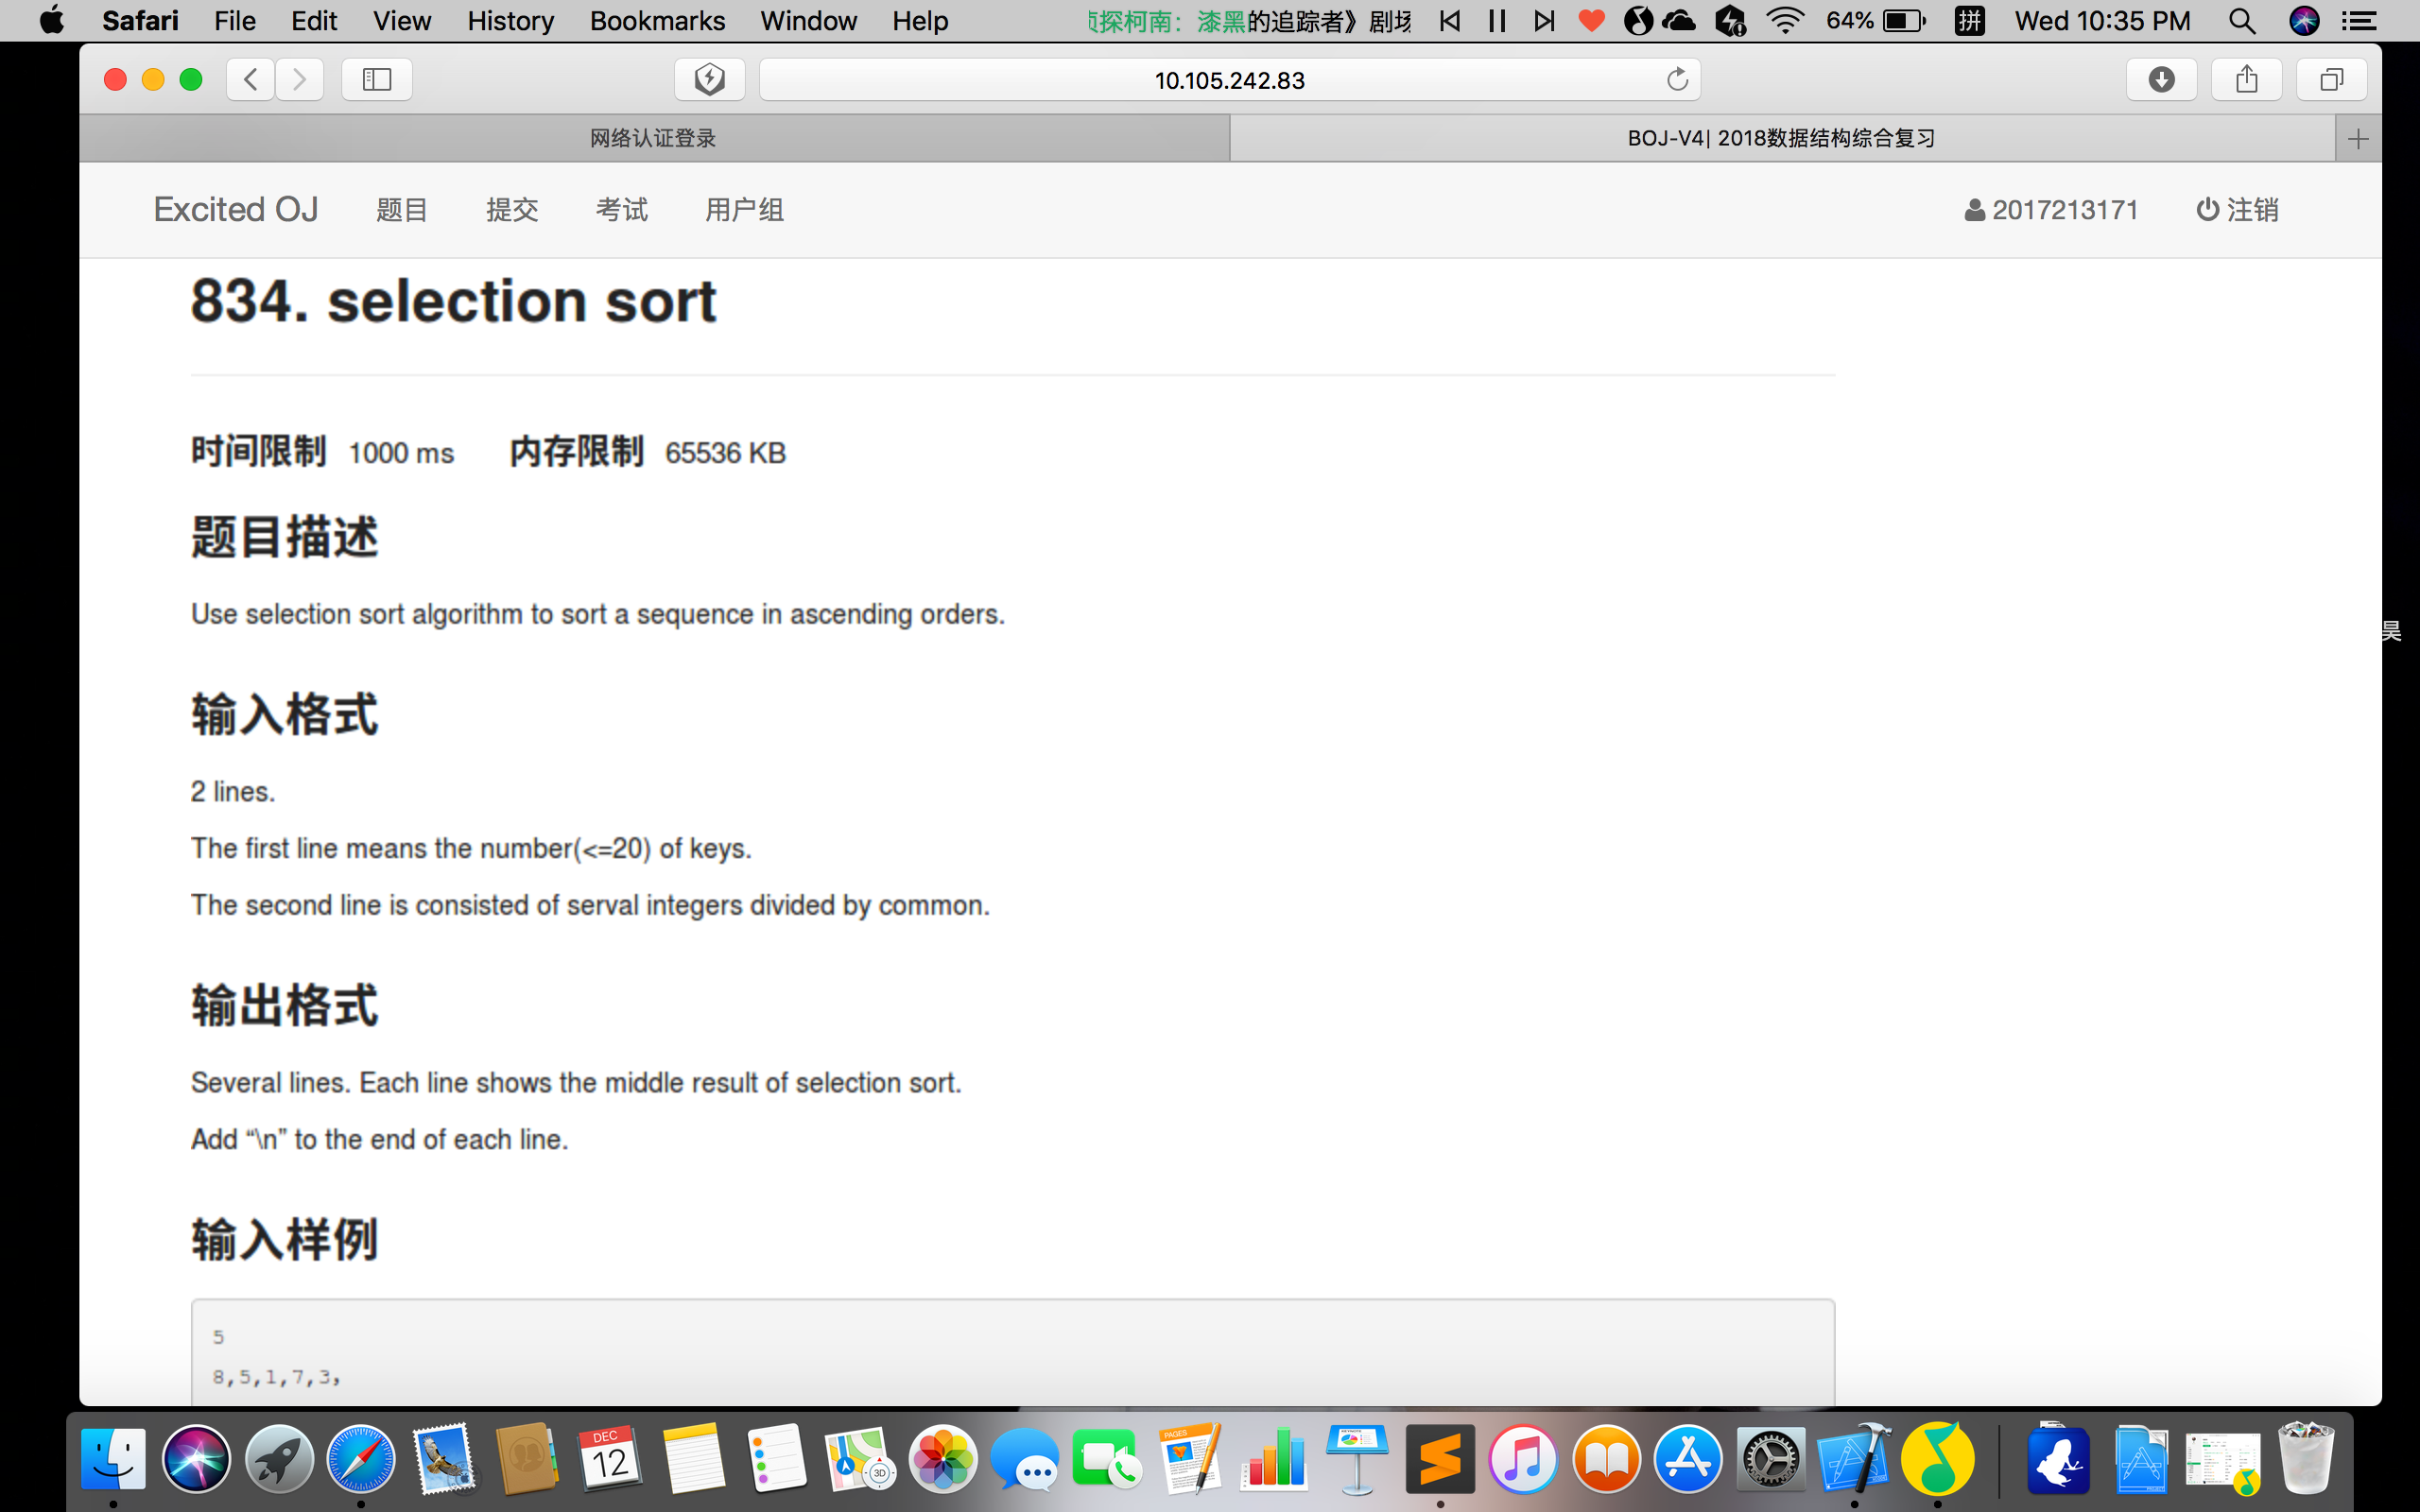 Safari File Edit View History Bookmarks Window Help 探柯南：漆黑的追踪者》剧场 64% 拼 Wed 10:35 PM
10.105.242.83
网络认证登录 BOJ-V4| 2018数据结构综合复习
Excited OJ 题目 提交 考试 用户组 2017213171 注销
834. selection sort
时间限制 1000 ms 内存限制 65536 KB
题目描述
Use selection sort algorithm to sort a sequence in ascending orders.
昊
输入格式
2 lines.
The first line means the number(<=20) of keys.
The second line is consisted of serval integers divided by common.
输出格式
Several lines. Each line shows the middle result of selection sort.
Add “\n” to the end of each line.
输入样例
5
8,5,1,7,3,
DEC
12
3D
PAGES